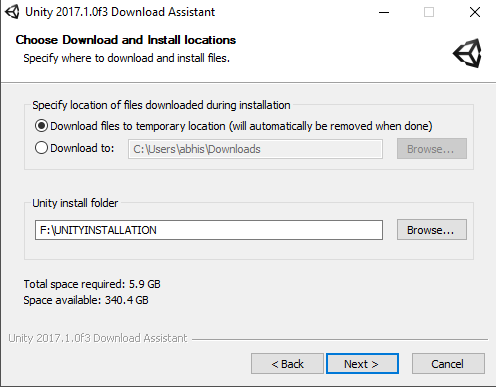 Unity 2017.1.0f3 Download Assistant
Choose Download and Install locations
Specify where to download and install files.
Specify location of files downloaded during installation
Download files to temporary location (will automatically be removed when done)
Download to: C:\Users\abhis\Downloads Browse...
Unity install folder
F:\UNITYINSTALLATION Browse...
Total space required: 5.9 GB
Space available: 340.4 GB
Unity 2017.1.0f3 Download Assistant
< Back Next > Cancel